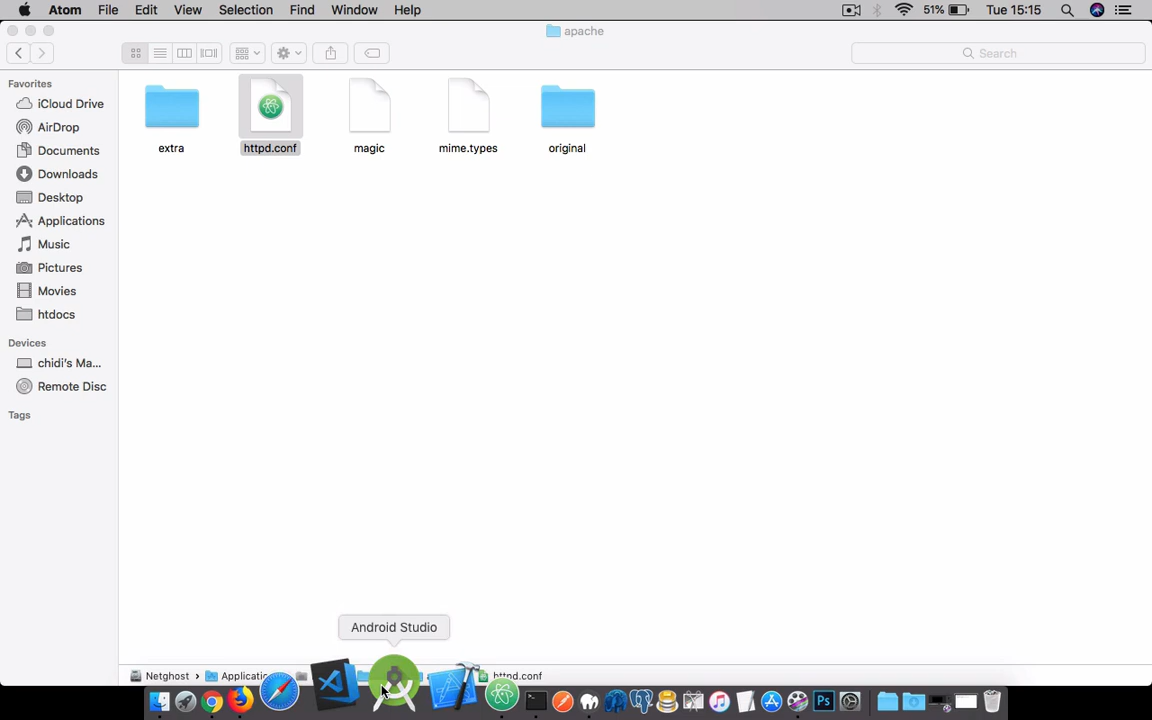 Atom File Edit View Selection Find Window Help 51% Tue 15:15
apache
Search
Favorites
iCloud Drive
AirDrop
Documents
Downloads
Desktop
Applications
Music
Pictures
Movies
htdocs
Devices
chidi's Ma...
Remote Disc
Tags
extra
httpd.conf
magic
mime.types
original
Android Studio
Netghost
httpd.conf
Ps